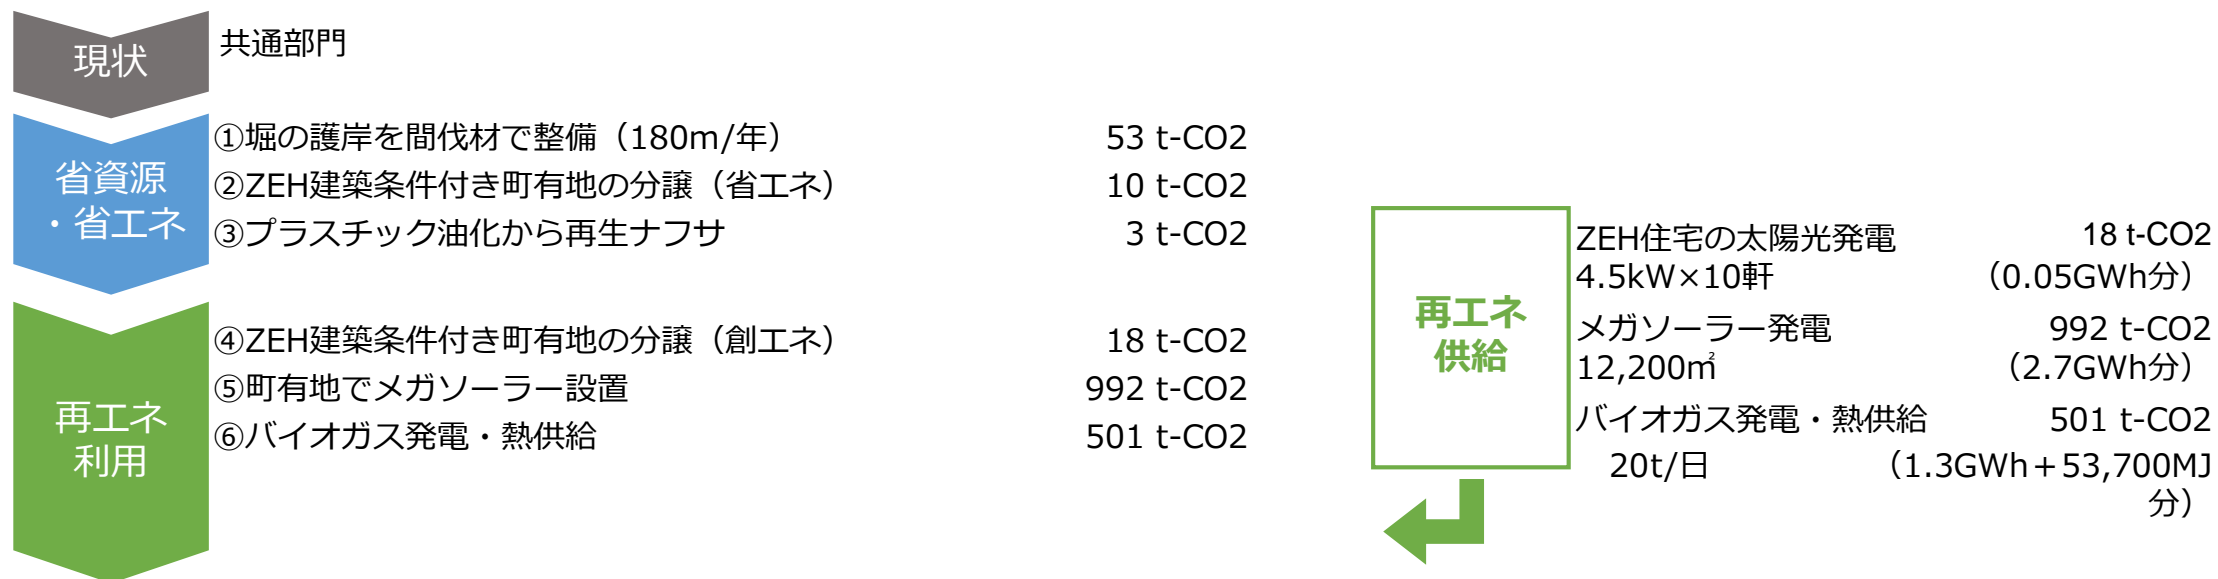 現状
共通部門
省資源
・省エネ
①堀の護岸を間伐材で整備（180m/年） 53 t-CO2
②ZEH建築条件付き町有地の分譲（省エネ） 10 t-CO2
③プラスチック油化から再生ナフサ 3 t-CO2
再エネ
利用
④ZEH建築条件付き町有地の分譲（創エネ） 18 t-CO2
⑤町有地でメガソーラー設置 992 t-CO2
⑥バイオガス発電・熱供給 501 t-CO2
再エネ
供給
ZEH住宅の太陽光発電 18 t-CO2
4.5kW×10軒 （0.05GWh分）
メガソーラー発電 992 t-CO2
12,200㎡ （2.7GWh分）
バイオガス発電・熱供給 501 t-CO2
20t/日 （1.3GWh＋53,700MJ
分）